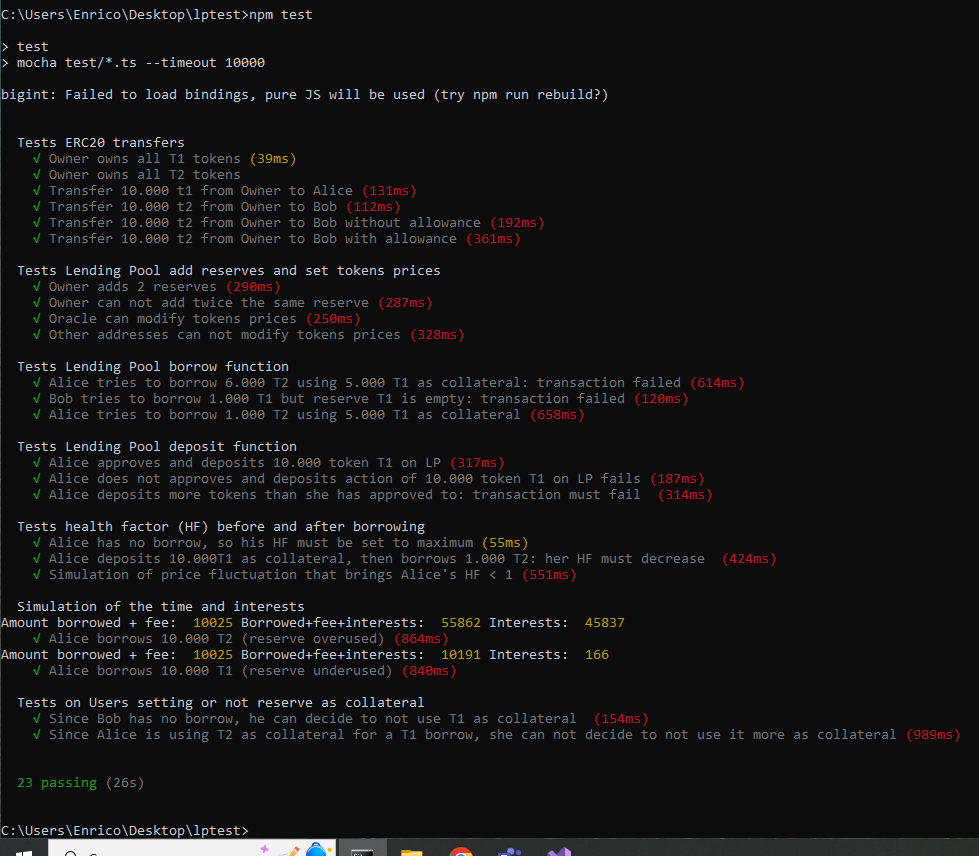 C:\Users\Enrico\Desktop\lptest>npm test
> test
> mocha test/*.ts --timeout 10000
bigint: Failed to load bindings, pure JS will be used (try npm run rebuild?)
Tests ERC20 transfers
√ Owner owns all T1 tokens (39ms)
√ Owner owns all T2 tokens
√ Transfer 10.000 t1 from Owner to Alice (131ms)
√ Transfer 10.000 t2 from Owner to Bob (112ms)
√ Transfer 10.000 t2 from Owner to Bob without allowance (192ms)
√ Transfer 10.000 t2 from Owner to Bob with allowance (361ms)
Tests Lending Pool add reserves and set tokens prices
√ Owner adds 2 reserves (290ms)
√ Owner can not add twice the same reserve (287ms)
√ Oracle can modify tokens prices (250ms)
√ Other addresses can not modify tokens prices (328ms)
Tests Lending Pool borrow function
√ Alice tries to borrow 6.000 T2 using 5.000 T1 as collateral: transaction failed (614ms)
√ Bob tries to borrow 1.000 T1 but reserve T1 is empty: transaction failed (120ms)
√ Alice tries to borrow 1.000 T2 using 5.000 T1 as collateral (658ms)
Tests Lending Pool deposit function
√ Alice approves and deposits 10.000 token T1 on LP (317ms)
√ Alice does not approves and deposits action of 10.000 token T1 on LP fails (187ms)
√ Alice deposits more tokens than she has approved to: transaction must fail  (314ms)
Tests health factor (HF) before and after borrowing
√ Alice has no borrow, so his HF must be set to maximum (55ms)
√ Alice deposits 10.000T1 as collateral, then borrows 1.000 T2: her HF must decrease  (424ms)
√ Simulation of price fluctuation that brings Alice's HF < 1 (551ms)
Simulation of the time and interests
Amount borrowed + fee:  10025 Borrowed+fee+interests:  55862 Interests:  45837
√ Alice borrows 10.000 T2 (reserve overused) (864ms)
Amount borrowed + fee:  10025 Borrowed+fee+interests:  10191 Interests:  166
√ Alice borrows 10.000 T1 (reserve underused) (840ms)
Tests on Users setting or not reserve as collateral
√ Since Bob has no borrow, he can decide to not use T1 as collateral  (154ms)
√ Since Alice is using T2 as collateral for a T1 borrow, she can not decide to not use it more as collateral (989ms)
23 passing (26s)
C:\Users\Enrico\Desktop\lptest>